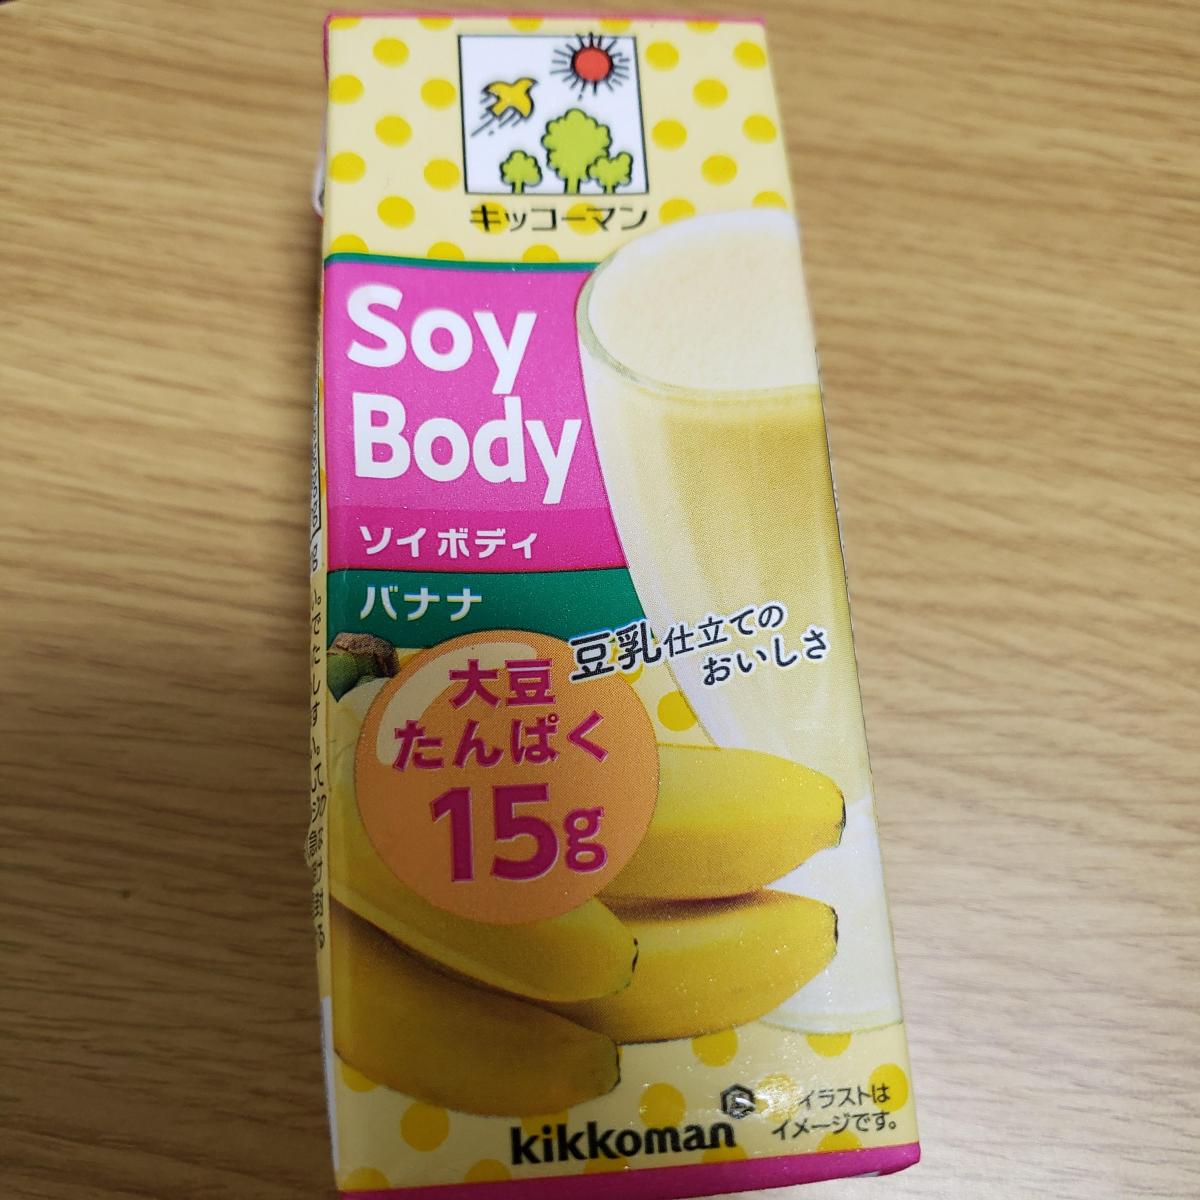 キッコーマン
Soy
Body
ソイボディ
バナナ
豆乳仕立ての
おいしさ
大豆
たんぱく
15g
kikkoman
イラストは
イメージです。